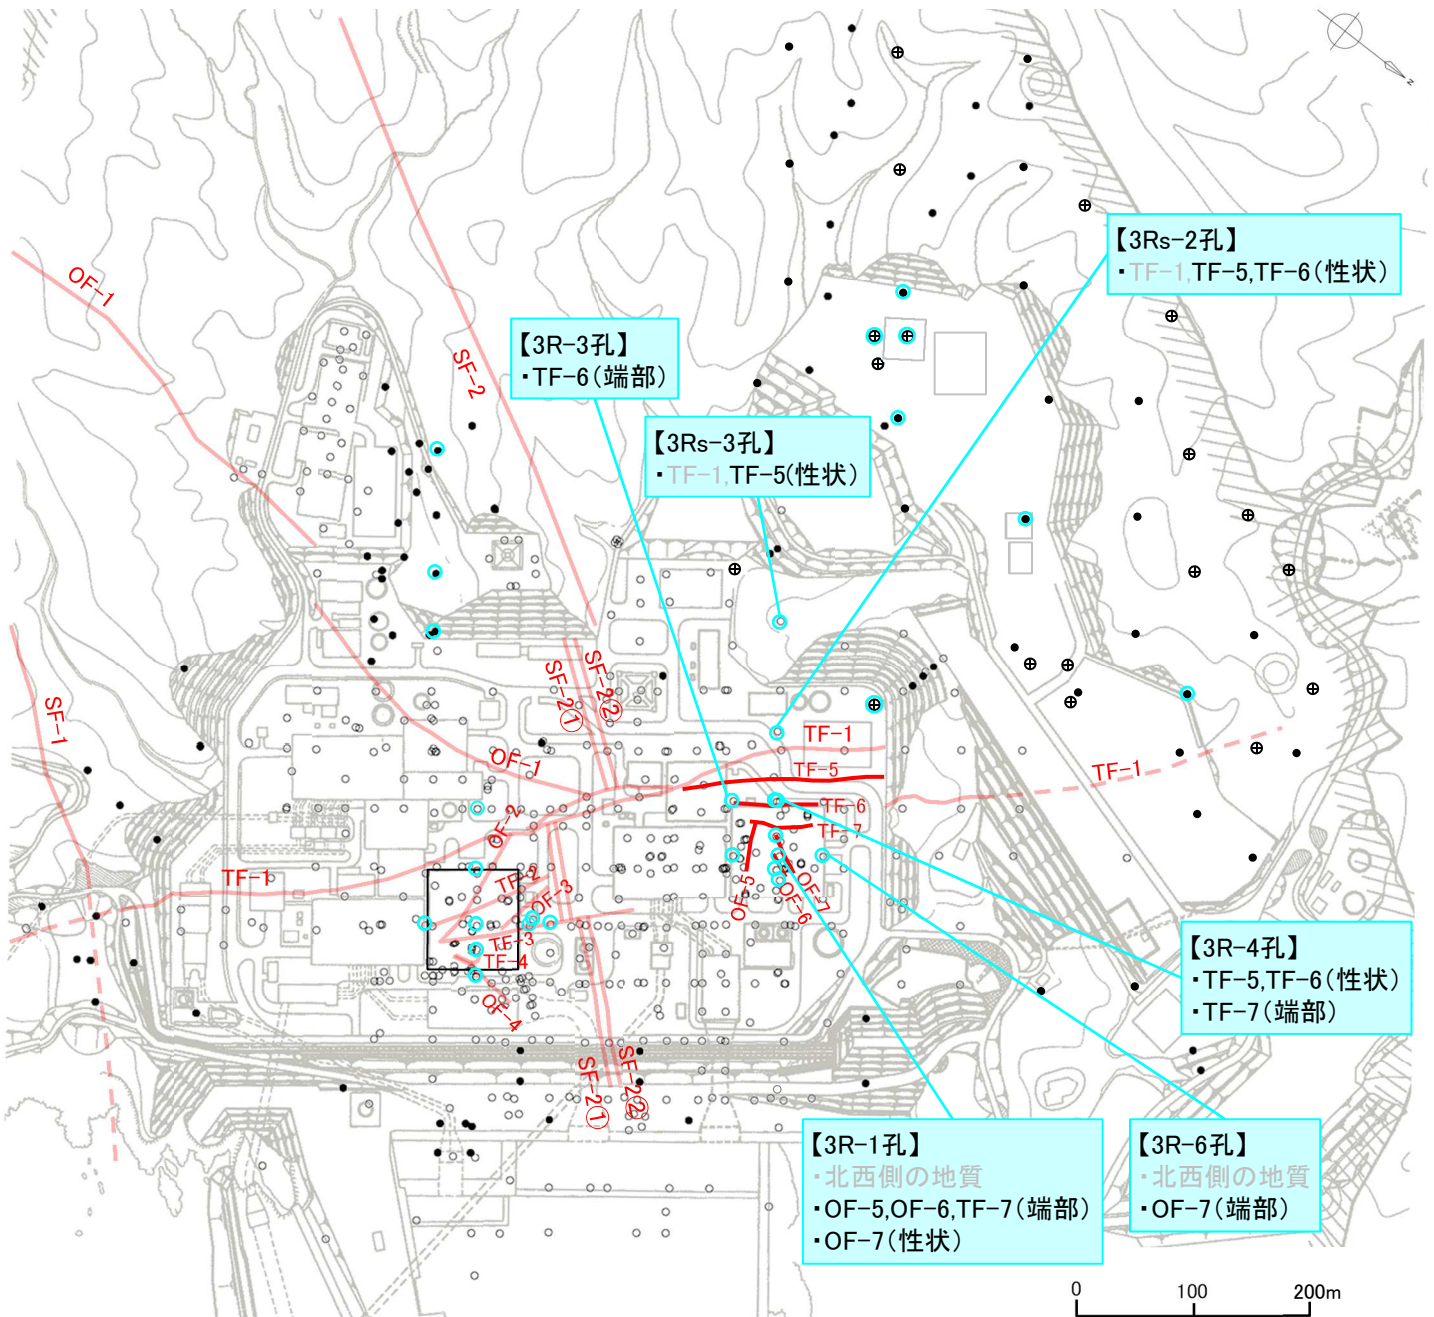 N
【3Rs-2孔】
・TF-1,TF-5,TF-6(性状)
OF-1
SF-2
【3R-3孔】
・TF-6(端部)
【3Rs-3孔】
・TF-1,TF-5(性状)
SF-1
SF-2①
SF-2②
TF-1
OF-1
TF-5
TF-1
TF-6
OF-2
TF-7
TF-1
TF-2
OF-3
OF-5
OF-6
OF-7
TF-3
TF-4
OF-4
【3R-4孔】
・TF-5,TF-6(性状)
・TF-7(端部)
SF-2①
SF-2②
【3R-1孔】
・北西側の地質
・OF-5,OF-6,TF-7(端部)
・OF-7(性状)
【3R-6孔】
・北西側の地質
・OF-7(端部)
0 100 200m